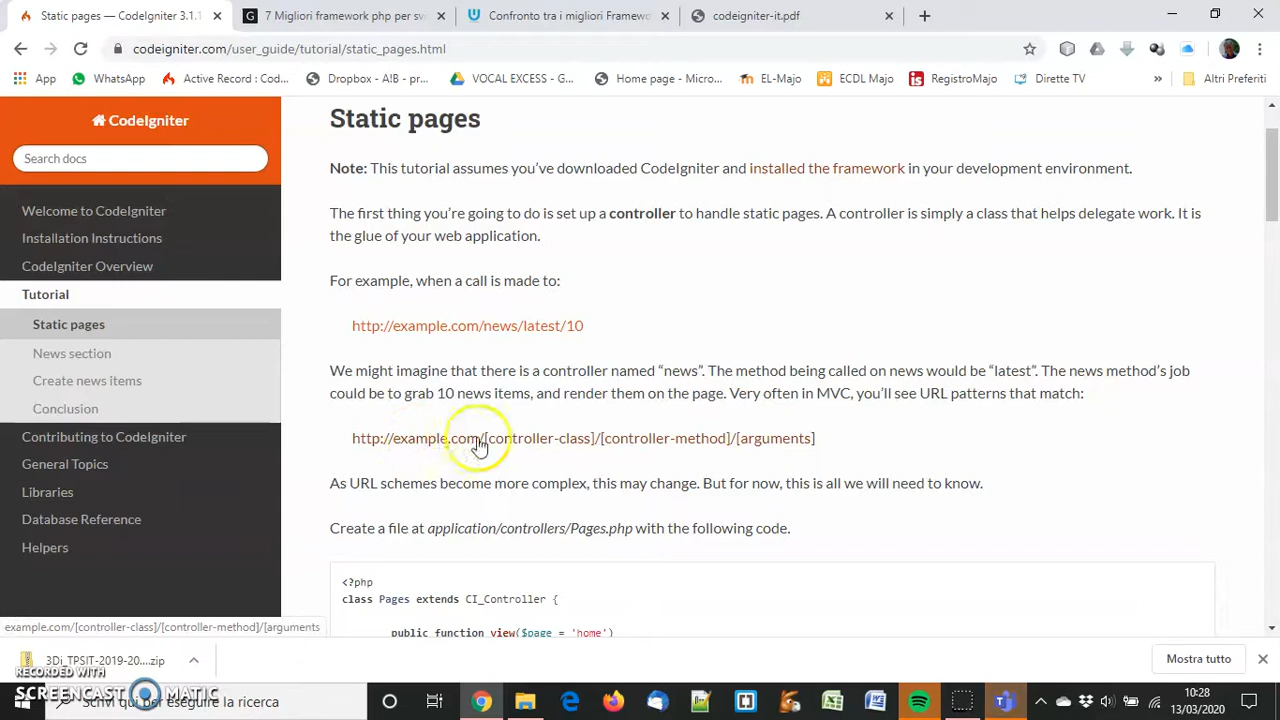 Static pages — CodeIgniter 3.1.1
7 Migliori framework php per sv
Confronto tra i migliori Framewo
codeigniter-it.pdf
codeigniter.com/user_guide/tutorial/static_pages.html
App
WhatsApp
Active Record : Cod...
Dropbox - AIB - pr...
VOCAL EXCESS - G...
Home page - Micro...
EL-Majo
ECDL Majo
RegistroMajo
Dirette TV
»
Altri Preferiti
CodeIgniter
Search docs
Welcome to CodeIgniter
Installation Instructions
CodeIgniter Overview
Tutorial
Static pages
News section
Create news items
Conclusion
Contributing to CodeIgniter
General Topics
Libraries
Database Reference
Helpers
Static pages
Note: This tutorial assumes you've downloaded CodeIgniter and installed the framework in your development environment.
The first thing you're going to do is set up a controller to handle static pages. A controller is simply a class that helps delegate work. It is
the glue of your web application.
For example, when a call is made to:
http://example.com/news/latest/10
We might imagine that there is a controller named “news”. The method being called on news would be “latest”. The news method's job
could be to grab 10 news items, and render them on the page. Very often in MVC, you'll see URL patterns that match:
http://example.com/[controller-class]/[controller-method]/[arguments]
As URL schemes become more complex, this may change. But for now, this is all we will need to know.
Create a file at application/controllers/Pages.php with the following code.
<?php
class Pages extends CI_Controller {
public function view($page = 'home')
example.com/[controller-class]/[controller-method]/[arguments
3Di_TPSIT-2019-20....zip
Mostra tutto
RECORDED WITH
SCREENCAST MATIC
Scrivi qui per eseguire la ricerca
10:28
13/03/2020